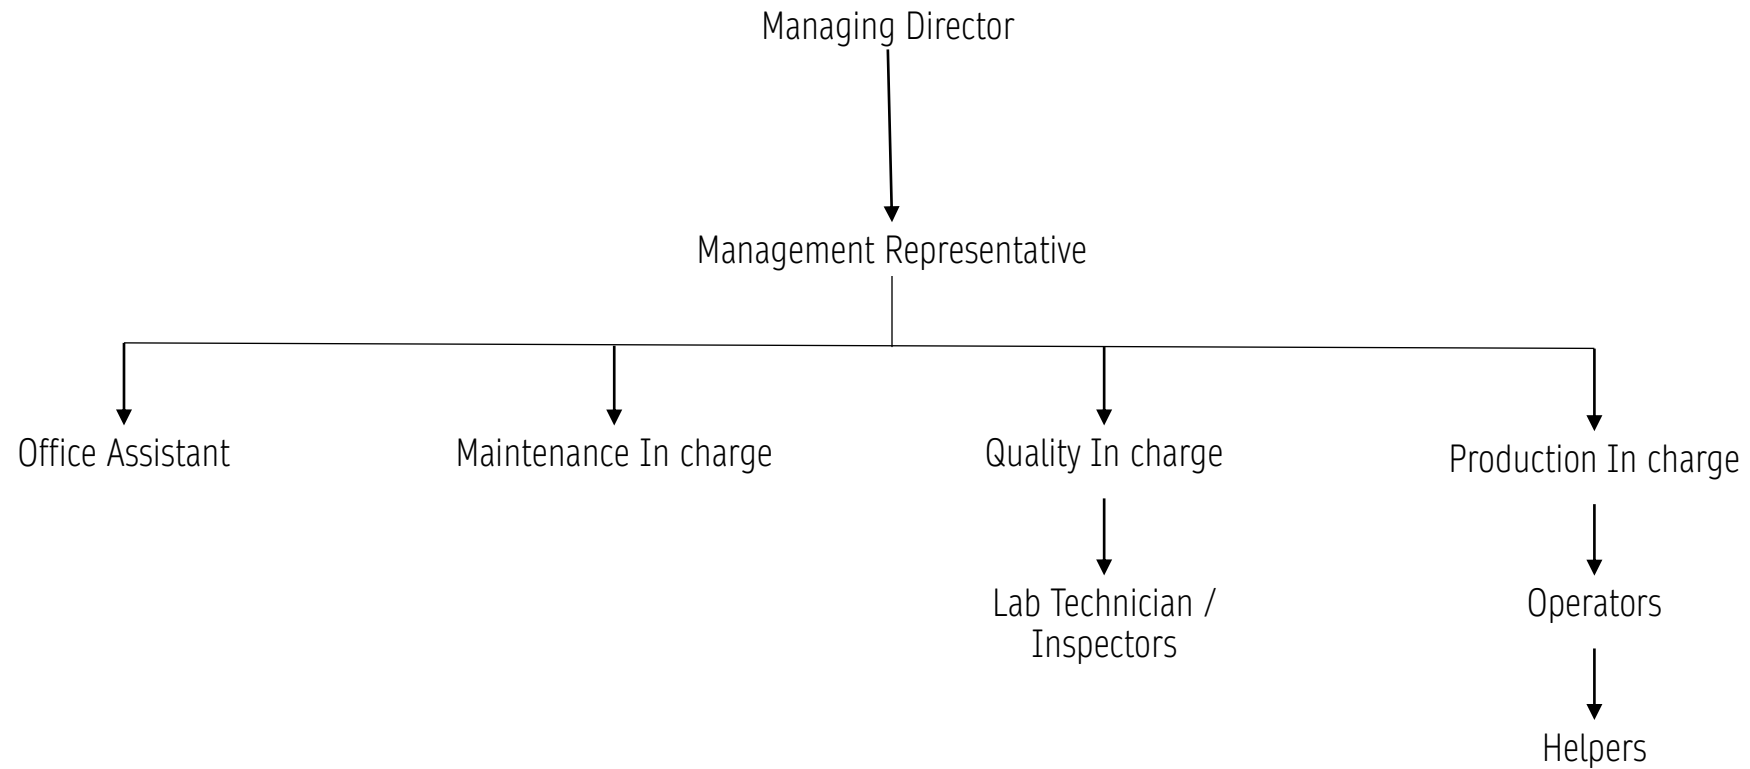 Managing Director
Management Representative
Office Assistant
Maintenance In charge
Quality In charge
Production In charge
Lab Technician /
Inspectors
Operators
Helpers